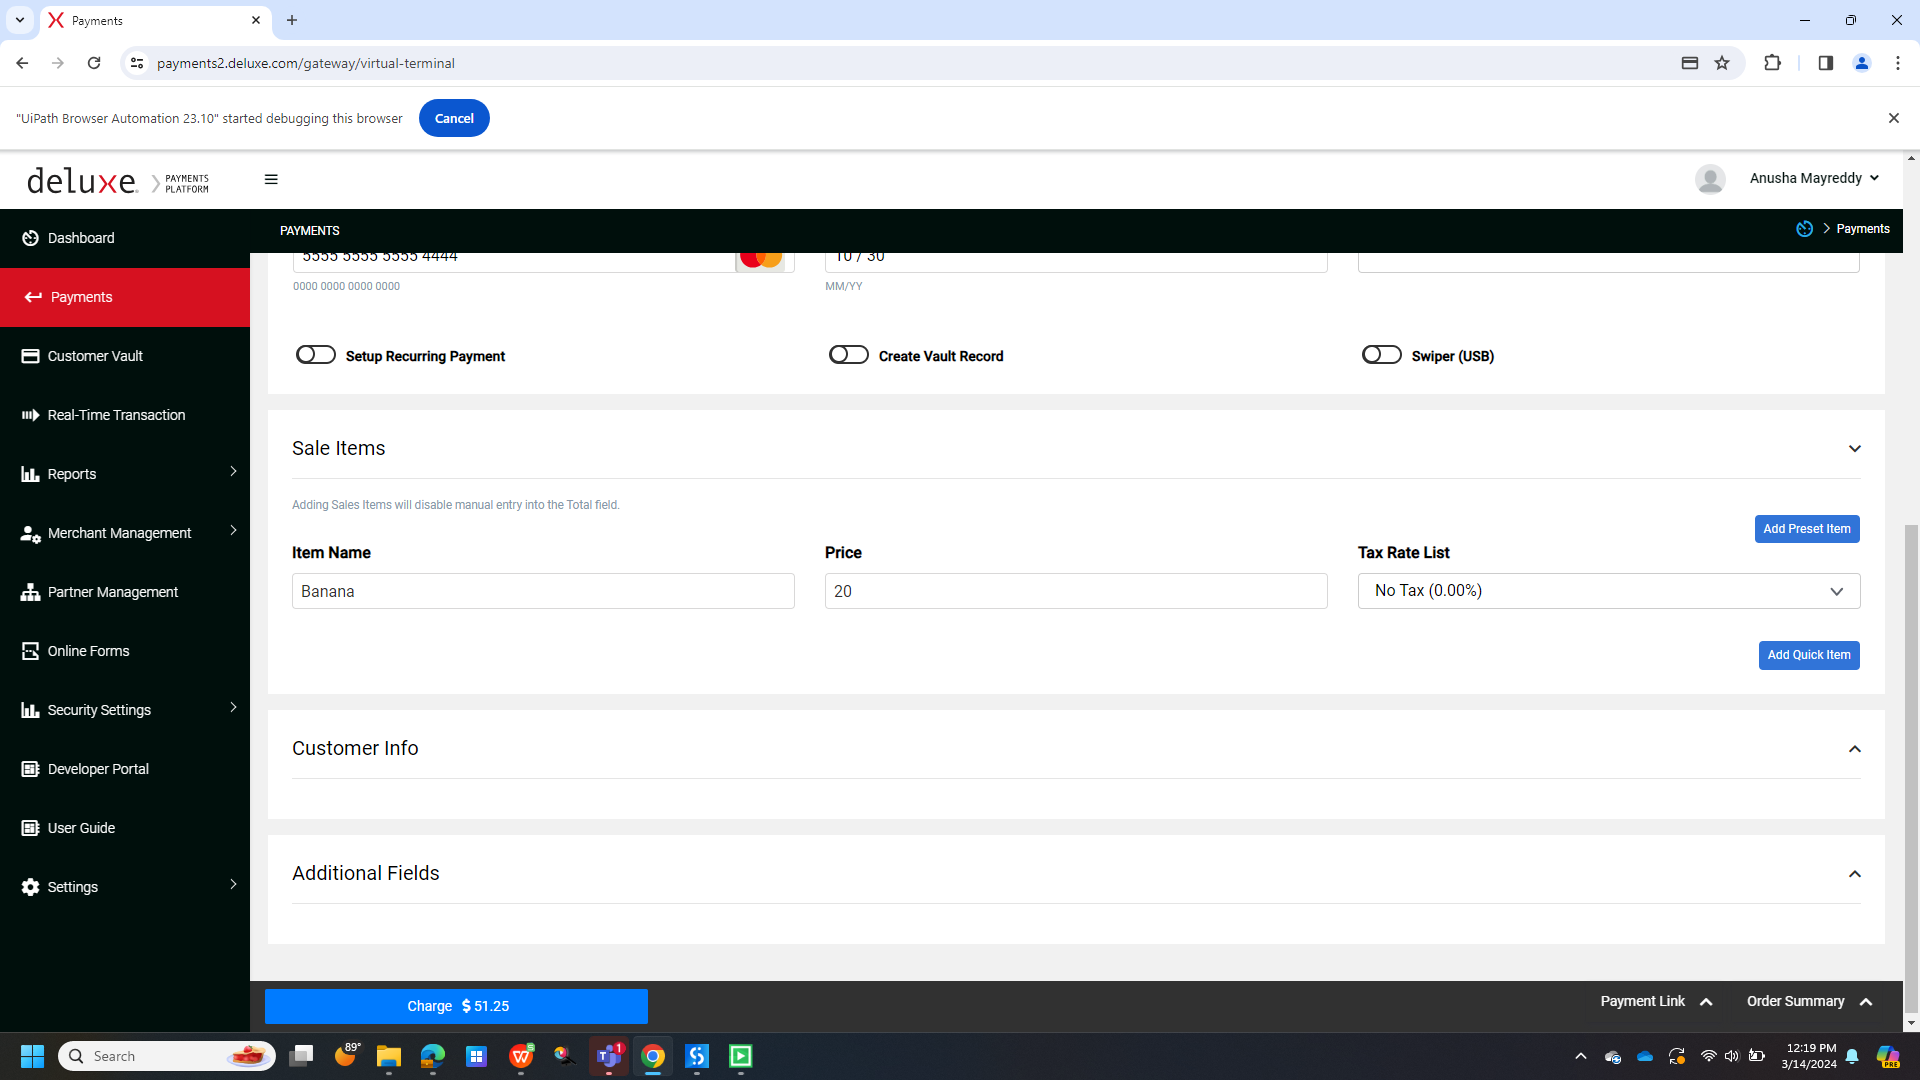 Payments
payments2.deluxe.com/gateway/virtual-terminal
"UiPath Browser Automation 23.10" started debugging this browser
Cancel
deluxe.
PAYMENTS
PLATFORM
Anusha Mayreddy
Dashboard
Payments
Customer Vault
Real-Time Transaction
Reports
Merchant Management
Partner Management
Online Forms
Security Settings
Developer Portal
User Guide
Settings
PAYMENTS
Payments
5555 5555 5555 4444
10 / 30
0000 0000 0000 0000
MM/YY
Setup Recurring Payment
Create Vault Record
Swiper (USB)
Sale Items
Adding Sales Items will disable manual entry into the Total field.
Add Preset Item
Item Name
Price
Tax Rate List
Banana
20
No Tax (0.00%)
Add Quick Item
Customer Info
Additional Fields
Charge $ 51.25
Payment Link
Order Summary
Search
89°
1
12:19 PM
3/14/2024
PRE